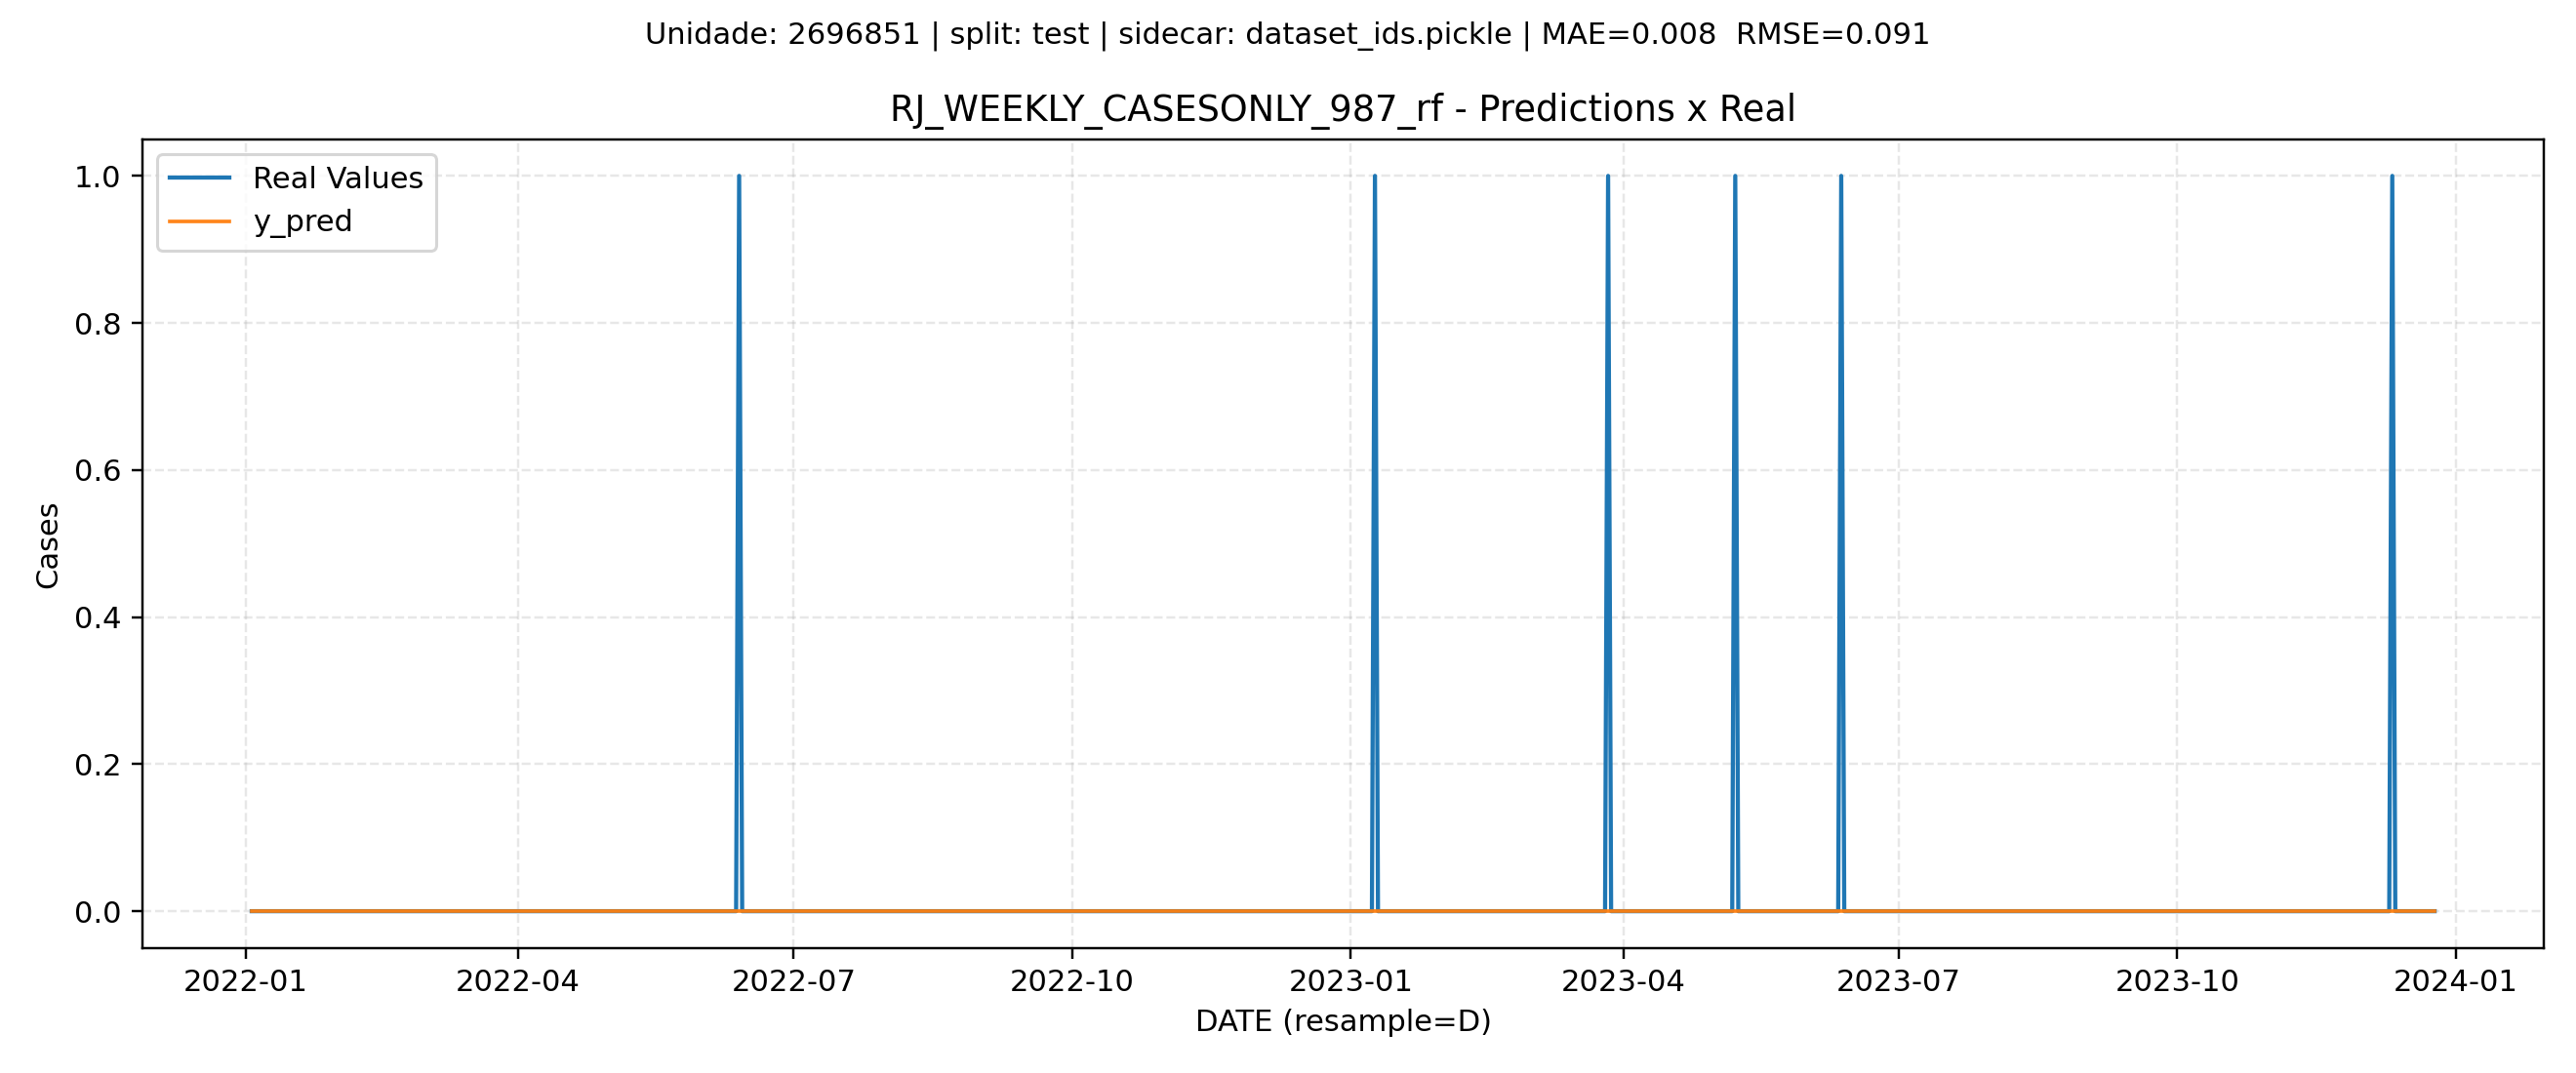 Unidade: 2696851 | split: test | sidecar: dataset_ids.pickle | MAE=0.008  RMSE=0.091
RJ_WEEKLY_CASESONLY_987_rf - Predictions x Real
Real Values
y_pred
1.0
0.8
0.6
0.4
0.2
0.0
Cases
2022-01 2022-04 2022-07 2022-10 2023-01 2023-04 2023-07 2023-10 2024-01
DATE (resample=D)